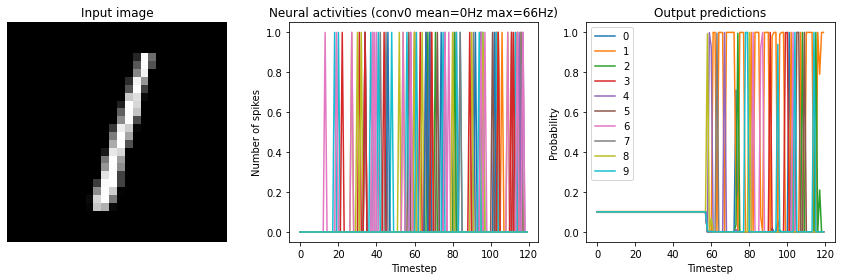 Input image
Neural activities (conv0 mean=0Hz max=66Hz)
Output predictions
Number of spikes
1.0
0.8
0.6
0.4
0.2
0.0
0 20 40 60 80 100 120
Timestep
Probability
1.0
0.8
0.6
0.4
0.2
0.0
0
1
2
3
4
5
6
7
8
9
0 20 40 60 80 100 120
Timestep